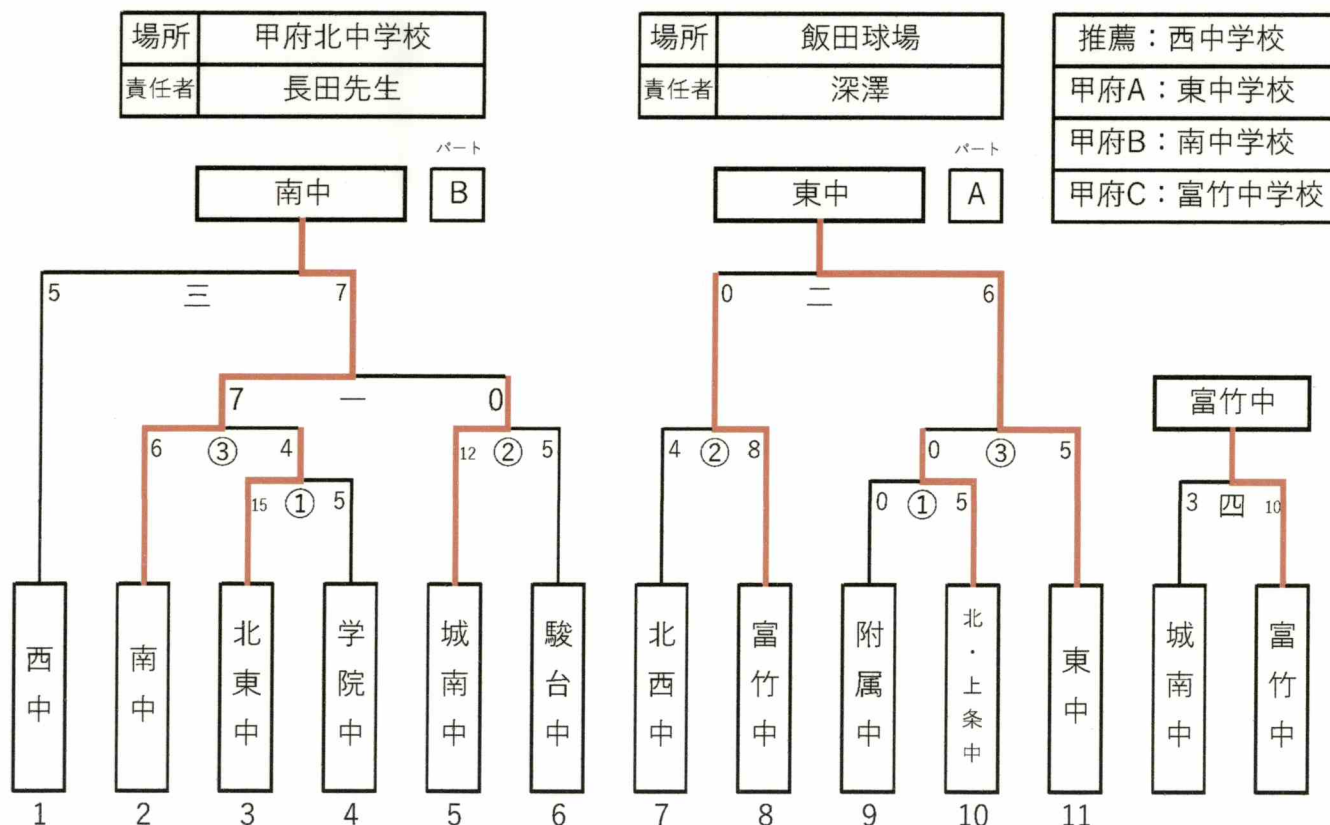 場所 甲府北中学校
責任者 長田先生
場所 飯田球場
責任者 深澤
推薦：西中学校
甲府A：東中学校
甲府B：南中学校
甲府C：富竹中学校
パート
南中 B
パート
東中 A
5 三 7
0 二 6
7 一 0
富竹中
6 ③ 4
12 ② 5
4 ② 8
0 ③ 5
15 ① 5
0 ① 5
3 四 10
西中
南中
北東中
学院中
城南中
駿台中
北西中
富竹中
附属中
北・上条中
東中
城南中
富竹中
1 2 3 4 5 6 7 8 9 10 11